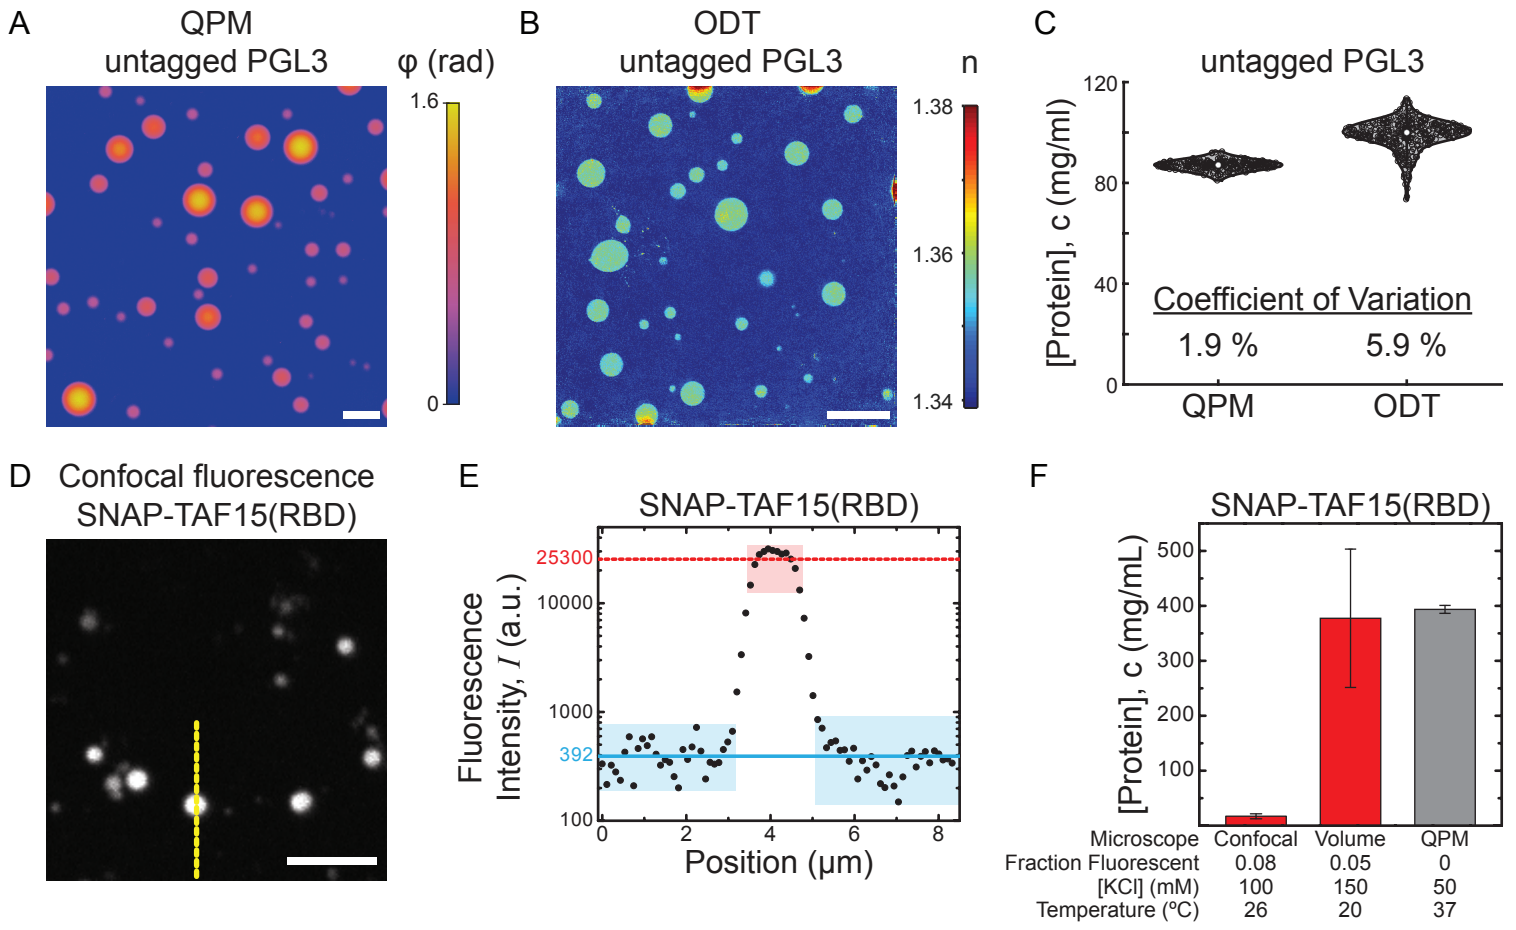 A
QPM
untagged PGL3
φ (rad)
1.6
0
B
ODT
untagged PGL3
n
1.38
1.36
1.34
C
untagged PGL3
[Protein], c (mg/ml)
120
80
40
0
Coefficient of Variation
1.9 % 5.9 %
QPM ODT
D
Confocal fluorescence
SNAP-TAF15(RBD)
E
SNAP-TAF15(RBD)
Fluorescence
Intensity, I (a.u.)
25300
10000
1000
392
100
0 2 4 6 8
Position (μm)
F
SNAP-TAF15(RBD)
[Protein], c (mg/mL)
500
400
300
200
100
Microscope Confocal Volume QPM
Fraction Fluorescent 0.08 0.05 0
[KCl] (mM) 100 150 50
Temperature (ºC) 26 20 37